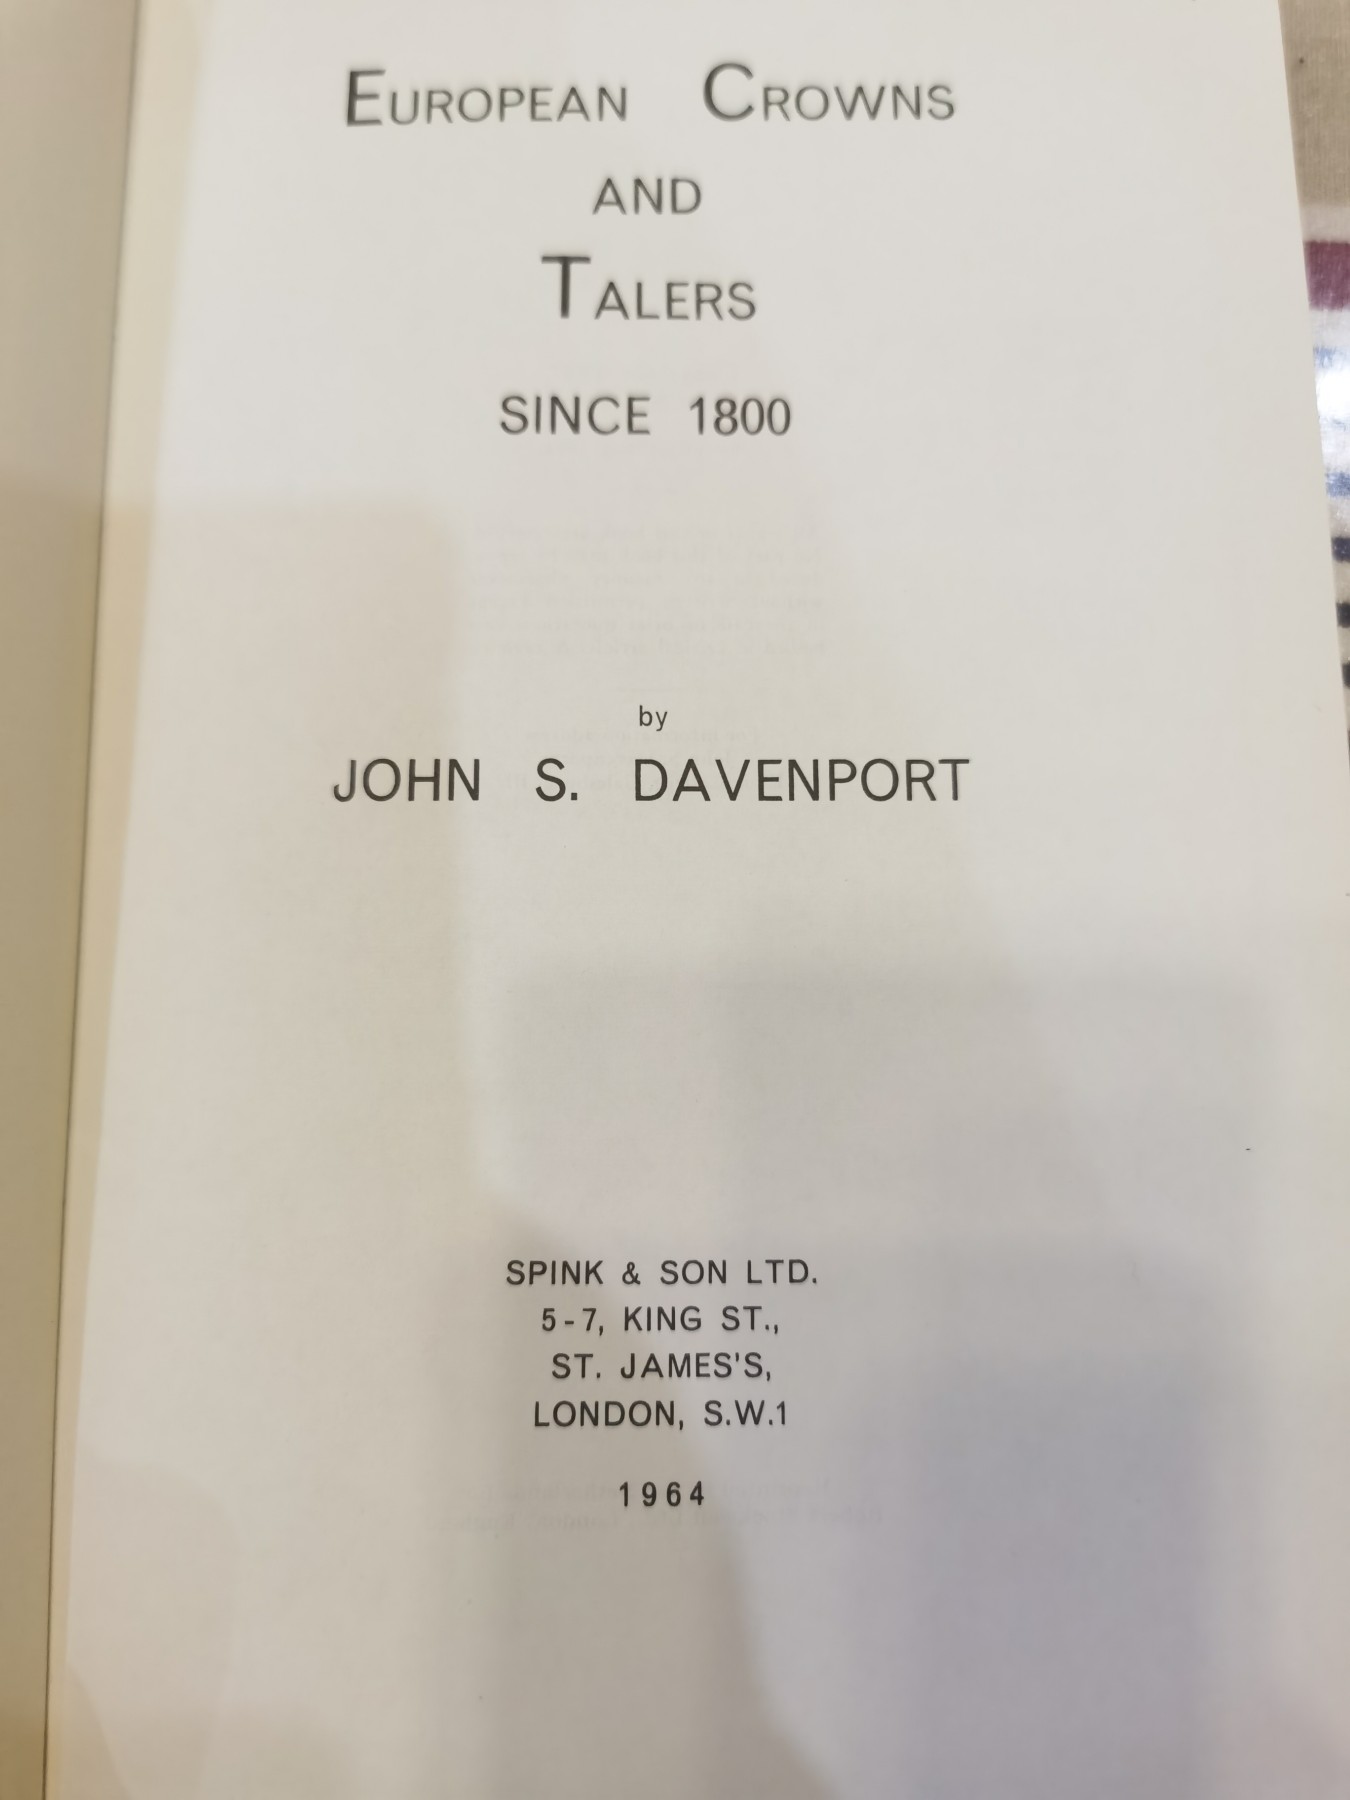 EUROPEAN CROWNS
AND
TALERS
SINCE 1800
by
JOHN S. DAVENPORT
SPINK & SON LTD.
5-7, KING ST.,
ST. JAMES'S,
LONDON, S.W.1
1964